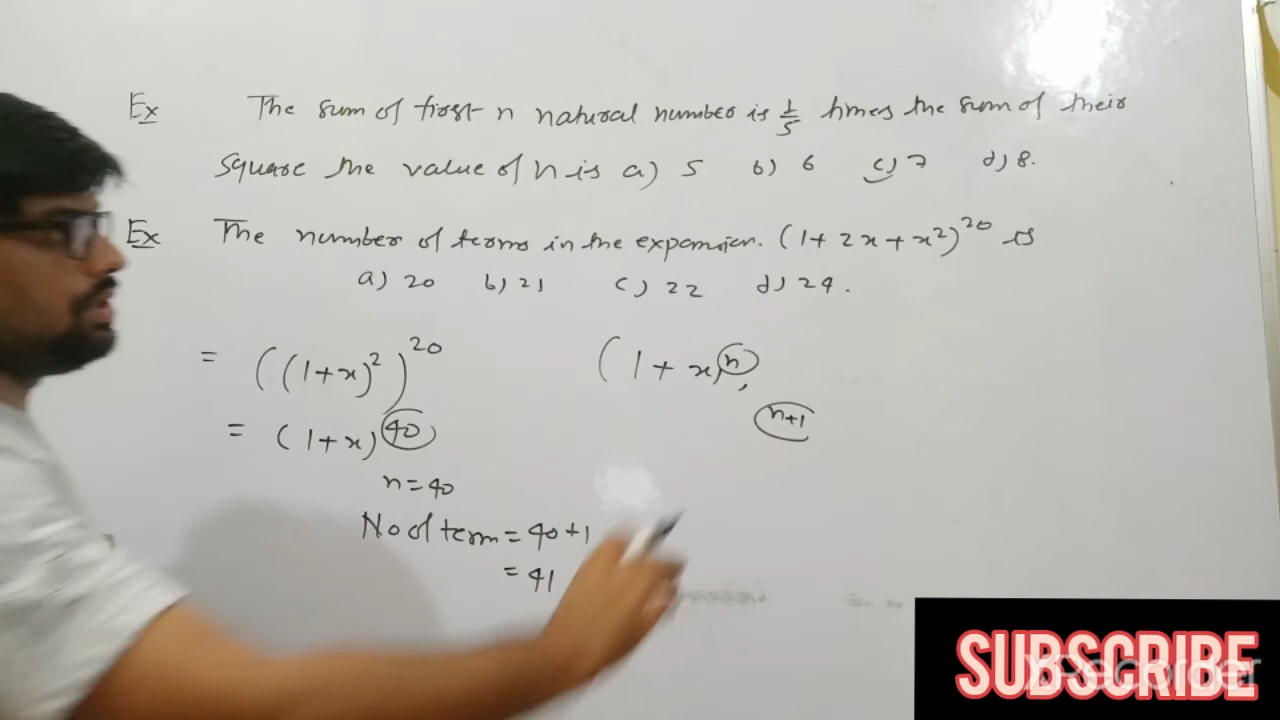 Ex The sum of first n natural number is 1/5 times the sum of their
square the value of n is a) 5 b) 6 c) 7 d) 8.
Ex The number of terms in the expansion. (1+2x+x²)²⁰ is
a) 20 b) 21 c) 22 d) 24.
= ((1+x)²)²⁰ (1+x)ⁿ,
= (1+x)⁴⁰ n+1
n=40
No of term = 40+1
= 41
SUBSCRIBE
XRecorder